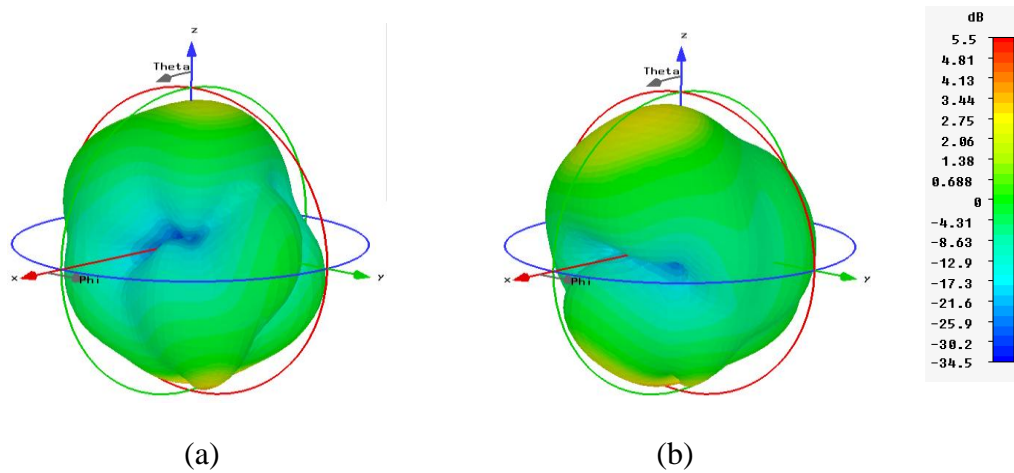 z
Theta
x
Phi
y
(a)
z
Theta
x
Phi
y
(b)
dB
5.5
4.81
4.13
3.44
2.75
2.06
1.38
0.688
0
-4.31
-8.63
-12.9
-17.3
-21.6
-25.9
-30.2
-34.5